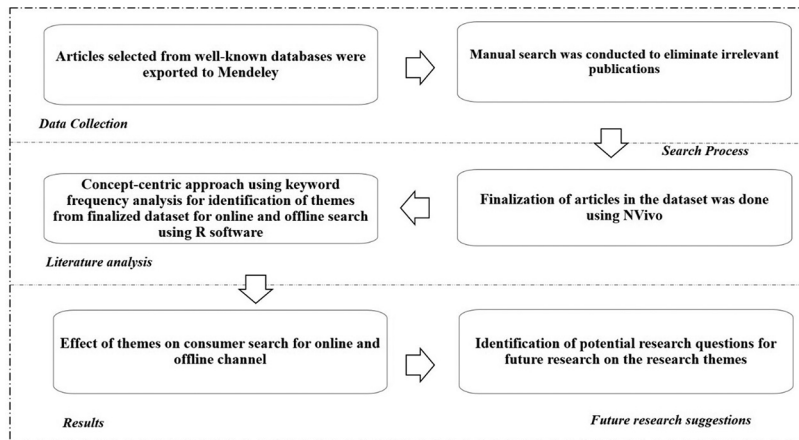 Articles selected from well-known databases were
exported to Mendeley
Manual search was conducted to eliminate irrelevant
publications
Data Collection
Search Process
Concept-centric approach using keyword
frequency analysis for identification of themes
from finalized dataset for online and offline search
using R software
Finalization of articles in the dataset was done
using NVivo
Literature analysis
Effect of themes on consumer search for online and
offline channel
Identification of potential research questions for
future research on the research themes
Results
Future research suggestions